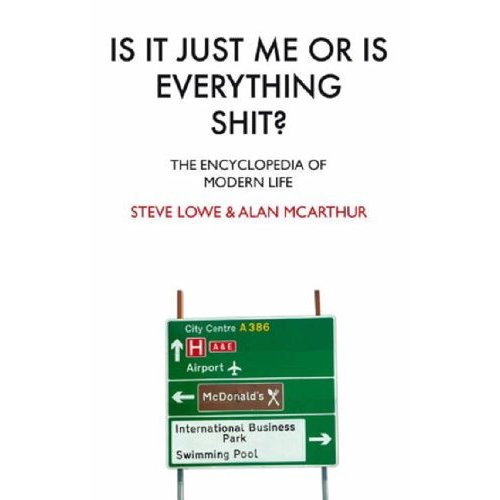 IS IT JUST ME OR IS
EVERYTHING
SHIT?
THE ENCYCLOPEDIA OF
MODERN LIFE
STEVE LOWE & ALAN MCARTHUR
City Centre A386
H A&E
Airport
McDonald's
International Business
Park
Swimming Pool